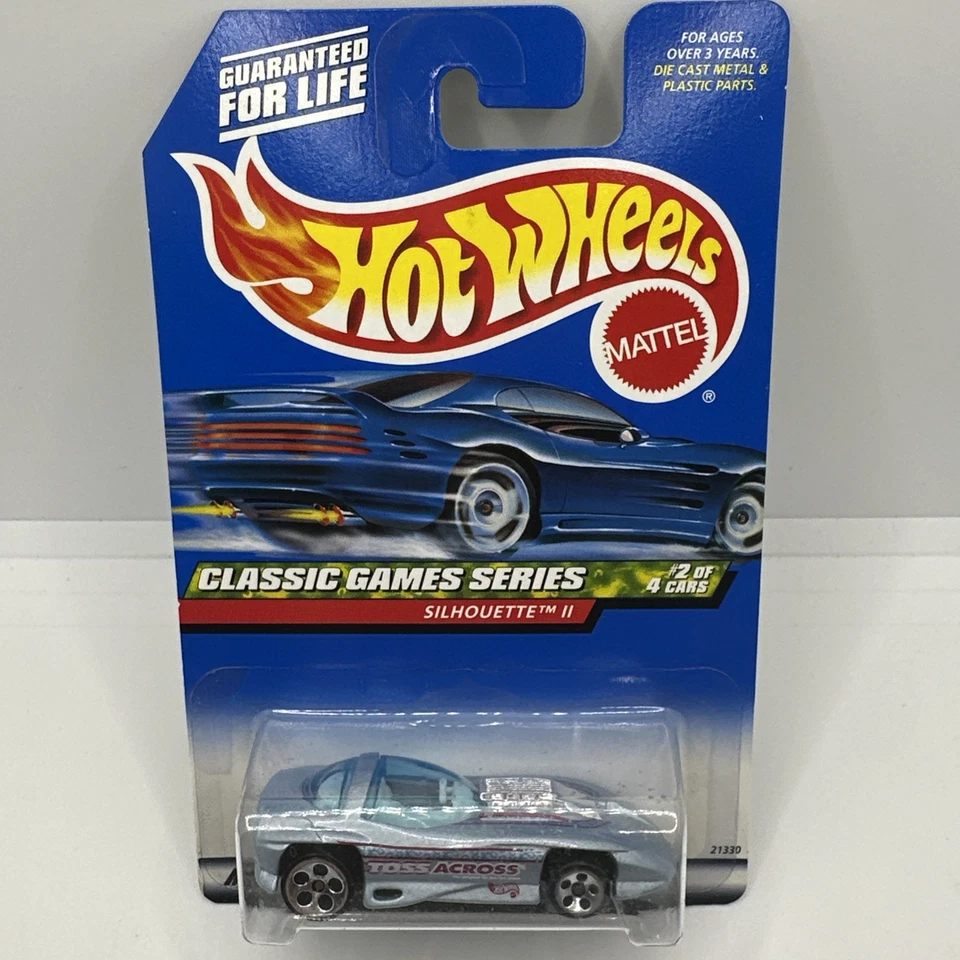 GUARANTEED
FOR LIFE
FOR AGES
OVER 3 YEARS.
DIE CAST METAL &
PLASTIC PARTS.
HOT WHEELS
MATTEL
®
CLASSIC GAMES SERIES
#2 OF
4 CARS
SILHOUETTE™ II
21330
TOSS ACROSS